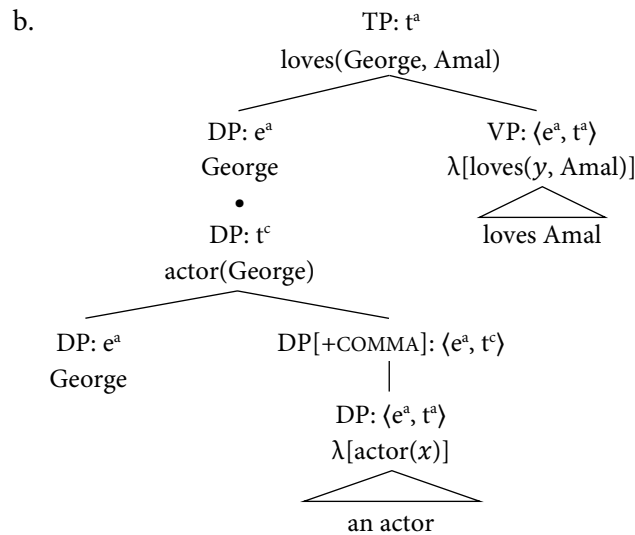 b.
TP: tᵃ
loves(George, Amal)
DP: eᵃ VP: ⟨eᵃ, tᵃ⟩
George λ[loves(y, Amal)]
•
loves Amal
DP: tᶜ
actor(George)
DP: eᵃ DP[+COMMA]: ⟨eᵃ, tᶜ⟩
George
DP: ⟨eᵃ, tᵃ⟩
λ[actor(x)]
an actor